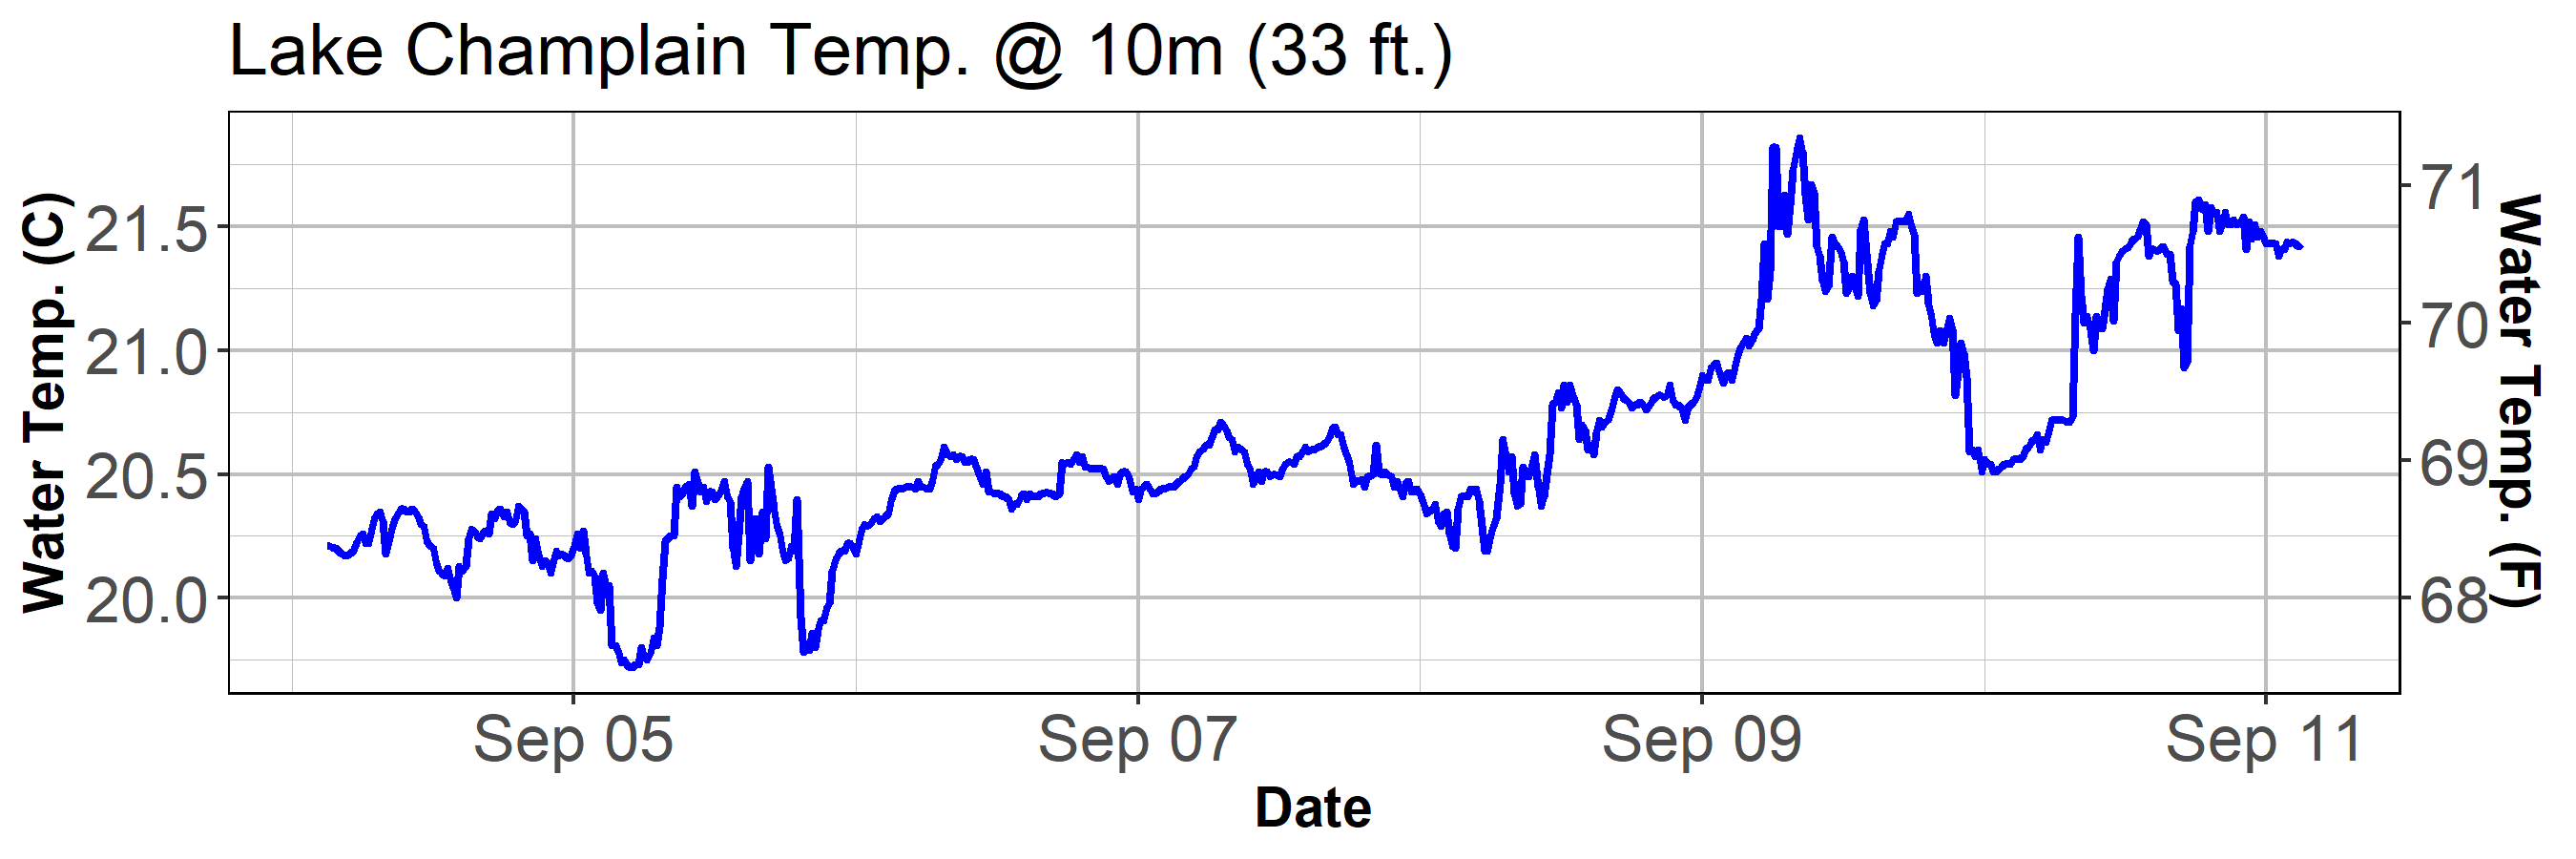 Lake Champlain Temp. @ 10m (33 ft.)
Water Temp. (C)
21.5
21.0
20.5
20.0
71
70
69
68
Water Temp. (F)
Sep 05 Sep 07 Sep 09 Sep 11
Date